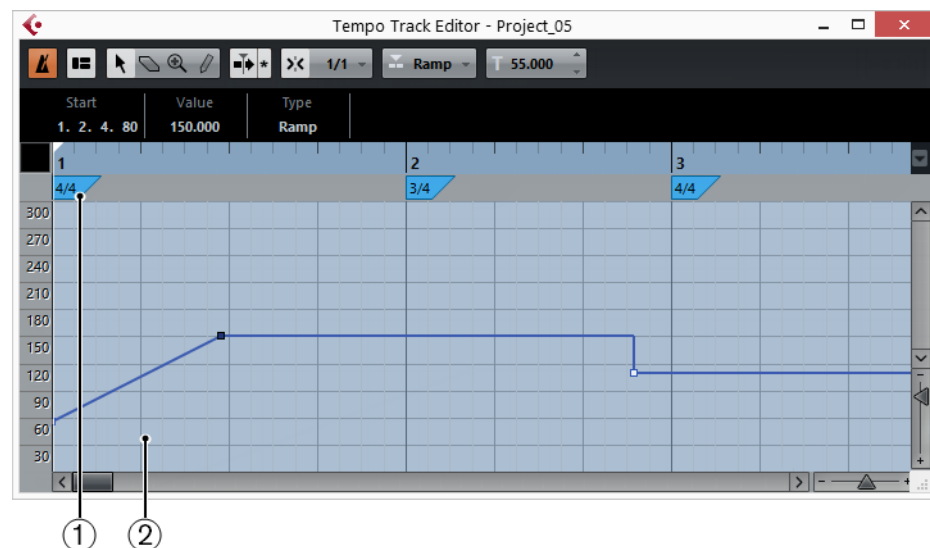 Tempo Track Editor - Project_05
1/1 Ramp T 55.000
Start Value Type
1. 2. 4. 80 150.000 Ramp
1 2 3
4/4 3/4 4/4
300
270
240
210
180
150
120
90
60
30
1 2